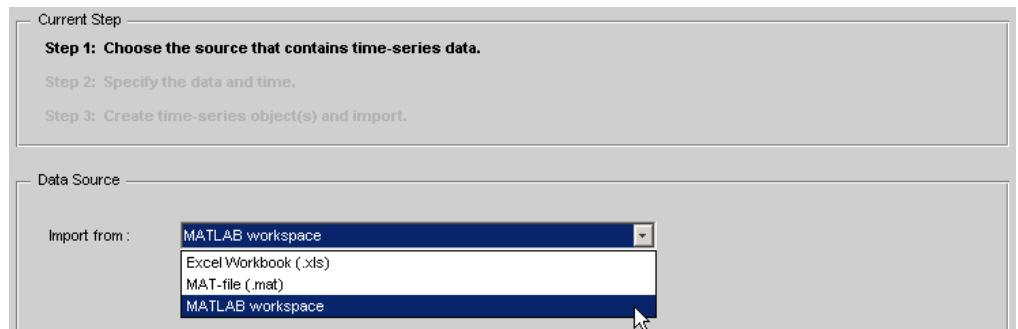 Current Step
Step 1: Choose the source that contains time-series data.
Step 2: Specify the data and time.
Step 3: Create time-series object(s) and import.
Data Source
Import from : MATLAB workspace
Excel Workbook (.xls)
MAT-file (.mat)
MATLAB workspace